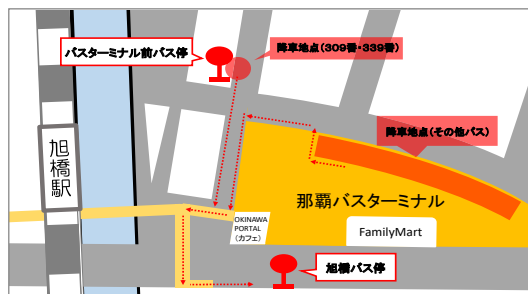 バスターミナル前バス停
降車地点(309番・339番)
降車地点(その他バス)
旭橋駅
那覇バスターミナル
OKINAWA
PORTAL
(カフェ)
FamilyMart
旭橋バス停